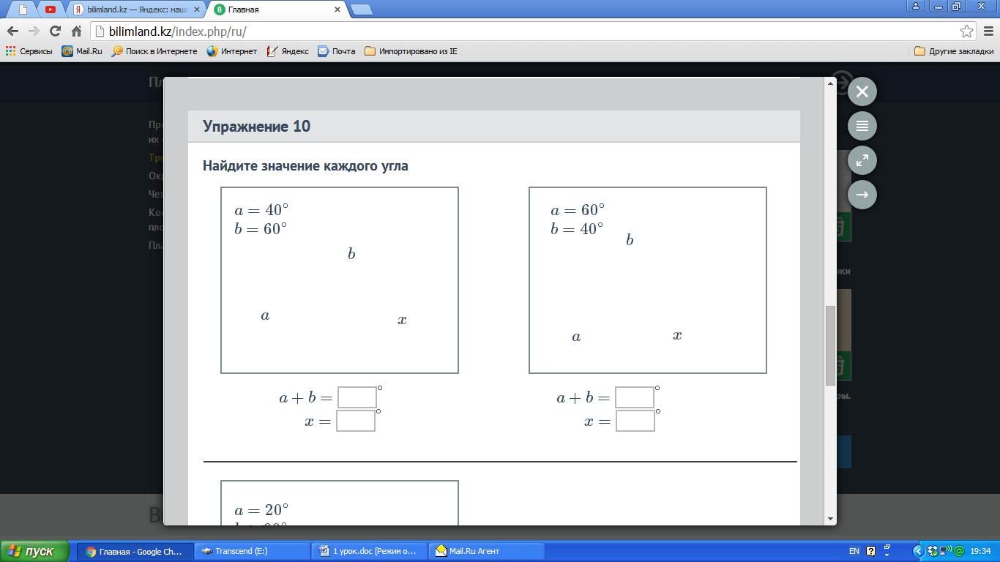 bilimland.kz — Яндекс: наш
Главная
bilimland.kz/index.php/ru/
Сервисы Mail.Ru Поиск в Интернете Интернет Яндекс Почта Импортировано из IE Другие закладки
Упражнение 10
Найдите значение каждого угла
a = 40°
b = 60°
b
a
x
a + b = °
x = °
a = 60°
b = 40°
b
a
x
a + b = °
x = °
a = 20°
пуск Главная - Google Ch... Transcend (E:) 1 урок.doc [Режим о... Mail.Ru Агент EN 19:34